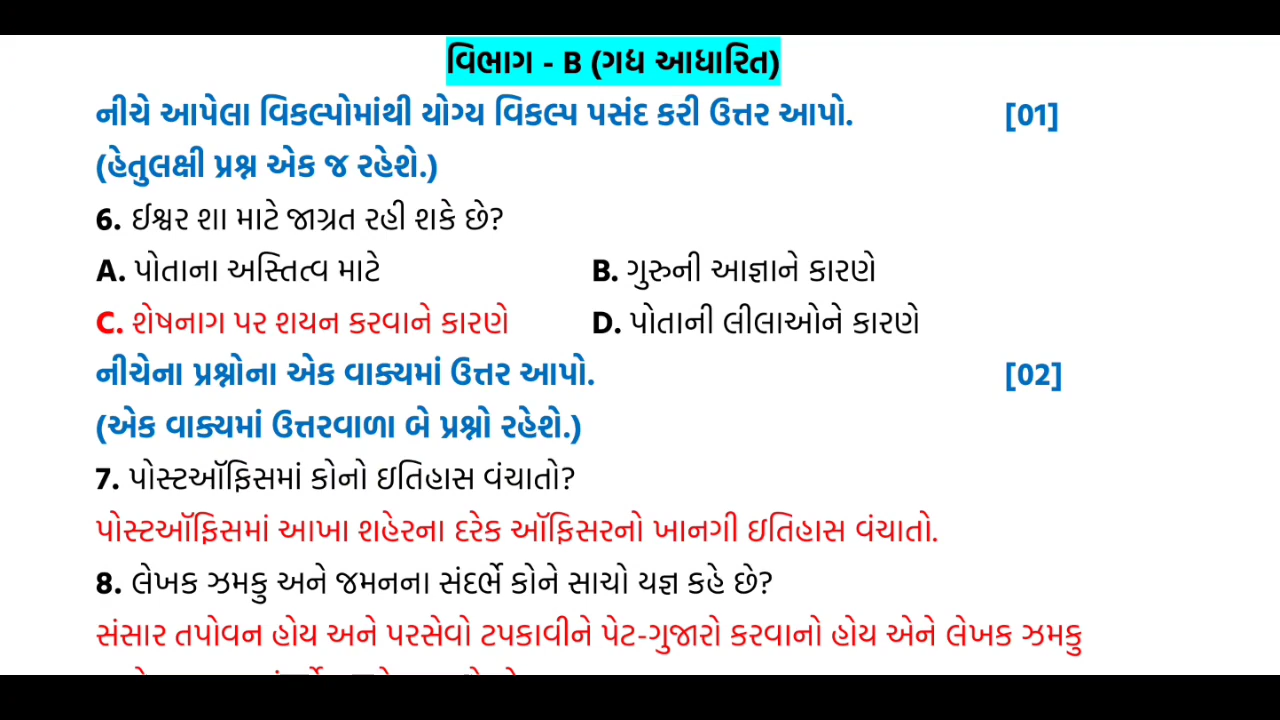 વિભાગ - B (ગદ્ય આધારિત)
નીચે આપેલા વિકલ્પોમાંથી યોગ્ય વિકલ્પ પસંદ કરી ઉત્તર આપો. [01]
(હેતુલક્ષી પ્રશ્ન એક જ રહેશે.)
6. ઈશ્વર શા માટે જાગ્રત રહી શકે છે?
A. પોતાના અસ્તિત્વ માટે B. ગુરુની આજ્ઞાને કારણે
C. શેષનાગ પર શયન કરવાને કારણે D. પોતાની લીલાઓને કારણે
નીચેના પ્રશ્નોના એક વાક્યમાં ઉત્તર આપો. [02]
(એક વાક્યમાં ઉત્તરવાળા બે પ્રશ્નો રહેશે.)
7. પોસ્ટઑફિસમાં કોનો ઇતિહાસ વંચાતો?
પોસ્ટઑફિસમાં આખા શહેરના દરેક ઑફિસરનો ખાનગી ઇતિહાસ વંચાતો.
8. લેખક ઝમકુ અને જમનના સંદર્ભે કોને સાચો યજ્ઞ કહે છે?
સંસાર તપોવન હોય અને પરસેવો ટપકાવીને પેટ-ગુજારો કરવાનો હોય એને લેખક ઝમકુ